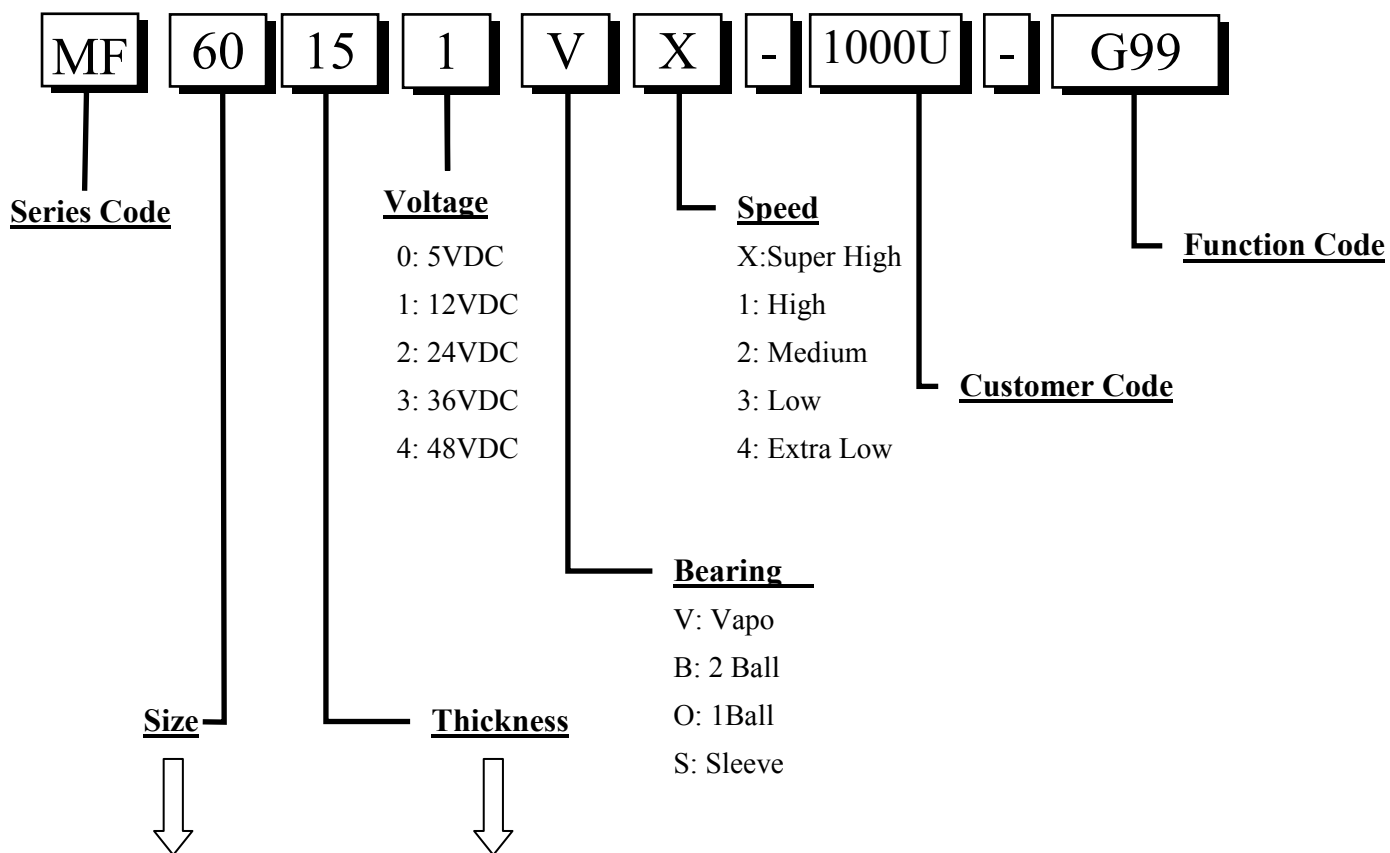 MF 60 15 1 V X - 1000U - G99
Series Code
Voltage
0: 5VDC
1: 12VDC
2: 24VDC
3: 36VDC
4: 48VDC
Speed
X:Super High
1: High
2: Medium
3: Low
4: Extra Low
Function Code
Customer Code
Bearing
V: Vapo
B: 2 Ball
O: 1Ball
S: Sleeve
Size
Thickness